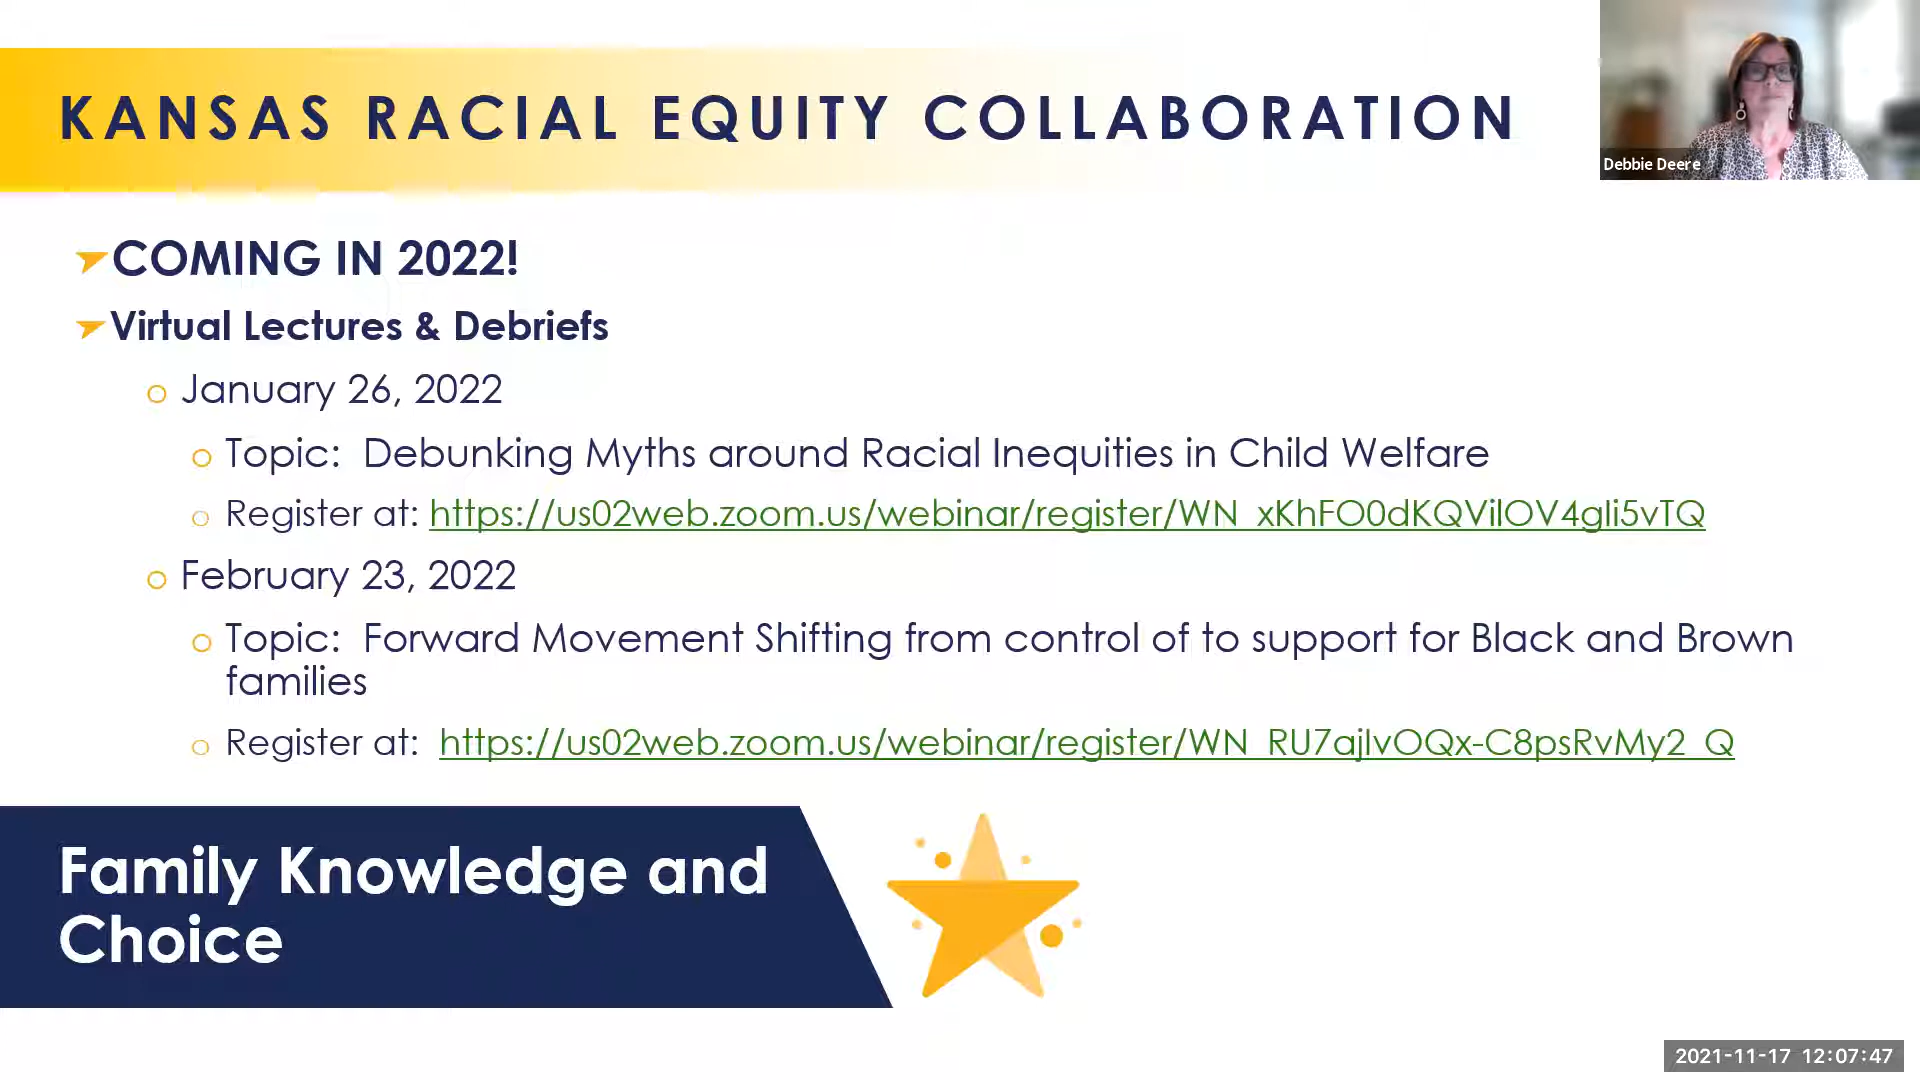 KANSAS RACIAL EQUITY COLLABORATION
Debbie Deere
COMING IN 2022!
Virtual Lectures & Debriefs
January 26, 2022
Topic: Debunking Myths around Racial Inequities in Child Welfare
Register at: https://us02web.zoom.us/webinar/register/WN_xKhFO0dKQVilOV4gIi5vTQ
February 23, 2022
Topic: Forward Movement Shifting from control of to support for Black and Brown
families
Register at: https://us02web.zoom.us/webinar/register/WN_RU7ajlvOQx-C8psRvMy2_Q
Family Knowledge and
Choice
2021-11-17 12:07:47